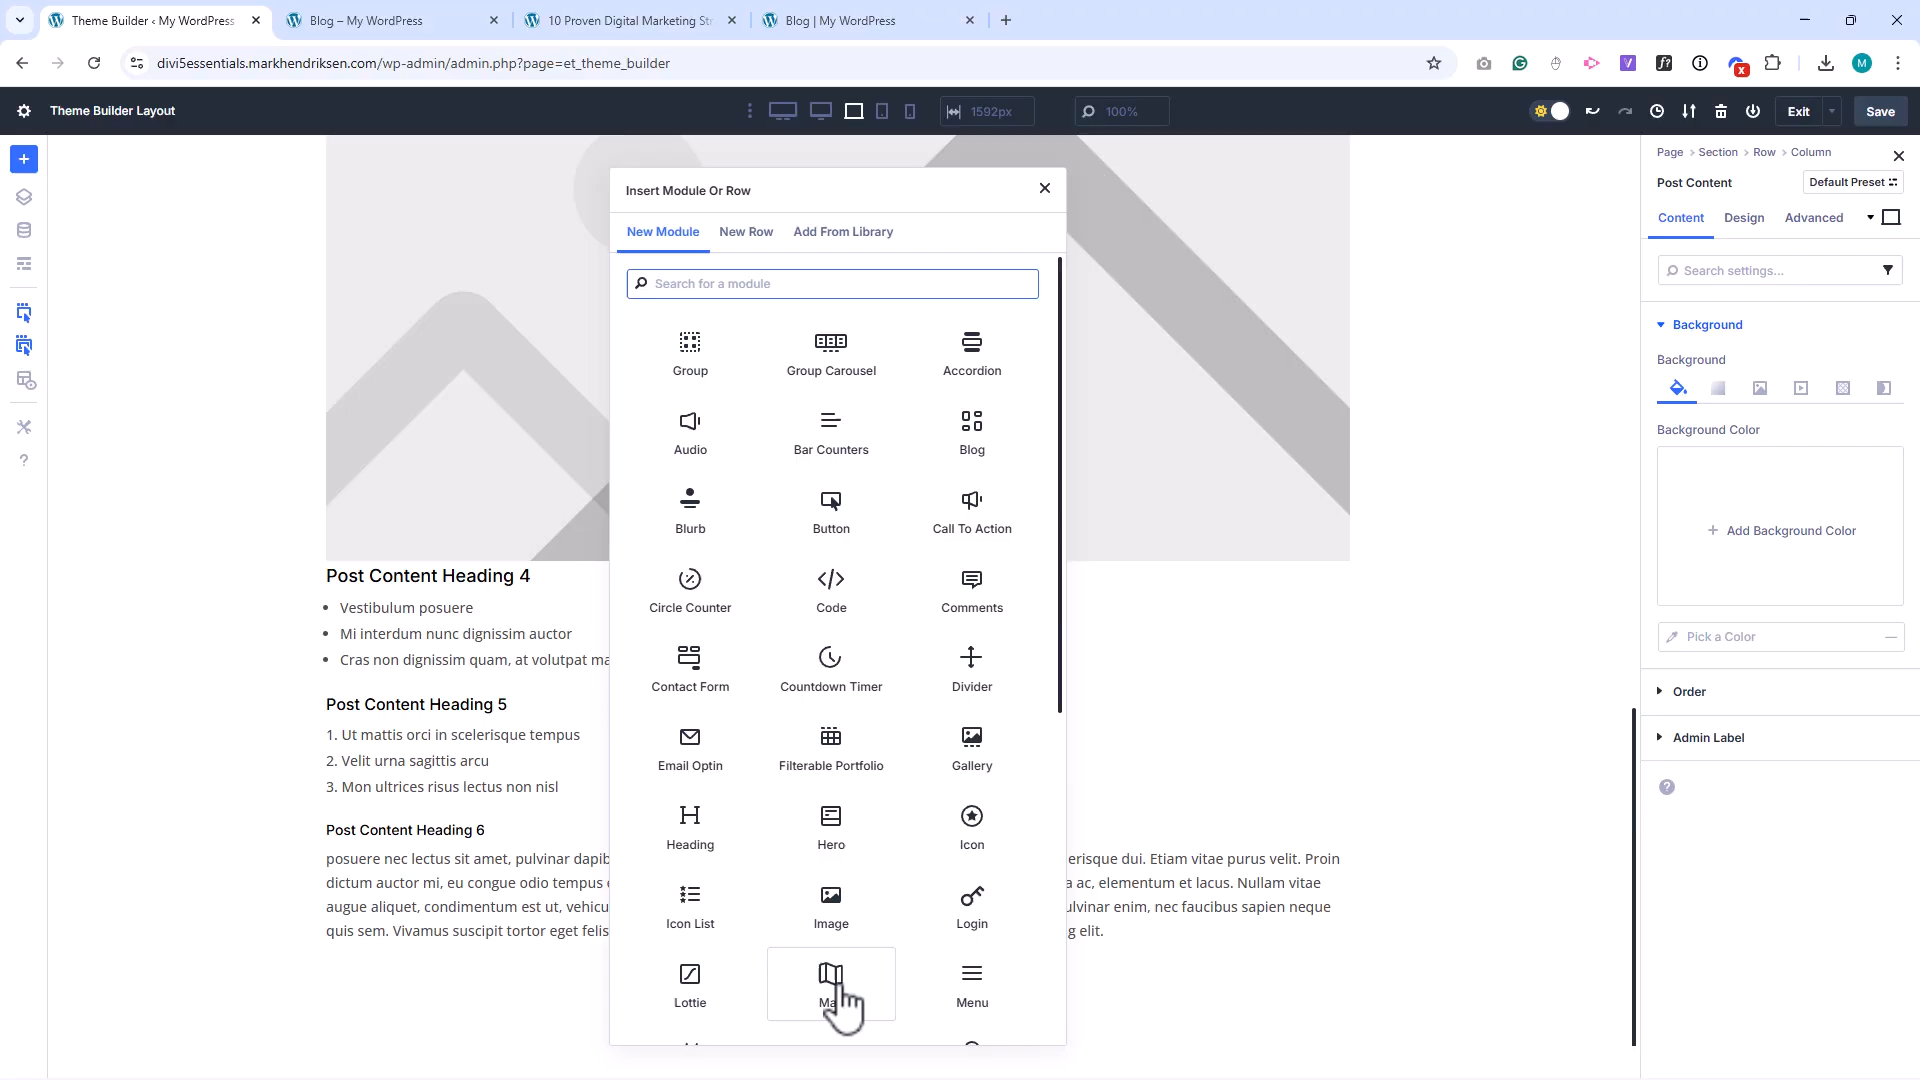 Theme Builder ‹ My WordPress
Blog – My WordPress
10 Proven Digital Marketing Str
Blog | My WordPress
divi5essentials.markhendriksen.com/wp-admin/admin.php?page=et_theme_builder
Theme Builder Layout
1592px
100%
Exit
Save
Page > Section > Row > Column
Post Content
Default Preset
Content
Design
Advanced
Search settings...
Background
Background
Background Color
+ Add Background Color
Pick a Color
Order
Admin Label
Insert Module Or Row
New Module
New Row
Add From Library
Search for a module
Group
Group Carousel
Accordion
Audio
Bar Counters
Blog
Blurb
Button
Call To Action
Circle Counter
Code
Comments
Contact Form
Countdown Timer
Divider
Email Optin
Filterable Portfolio
Gallery
Heading
Hero
Icon
Icon List
Image
Login
Lottie
Menu
Post Content Heading 4
• Vestibulum posuere
• Mi interdum nunc dignissim auctor
• Cras non dignissim quam, at volutpat
Post Content Heading 5
1. Ut mattis orci in scelerisque tempus
2. Velit urna sagittis arcu
3. Mon ultrices risus lectus non nisl
Post Content Heading 6
posuere nec lectus sit amet, pulvinar dapib erisque dui. Etiam vitae purus velit. Proin
dictum auctor mi, eu congue odio tempus a ac, elementum et lacus. Nullam vitae
augue aliquet, condimentum est ut, vehicu ulvinar enim, nec faucibus sapien neque
quis sem. Vivamus suscipit tortor eget felis g elit.